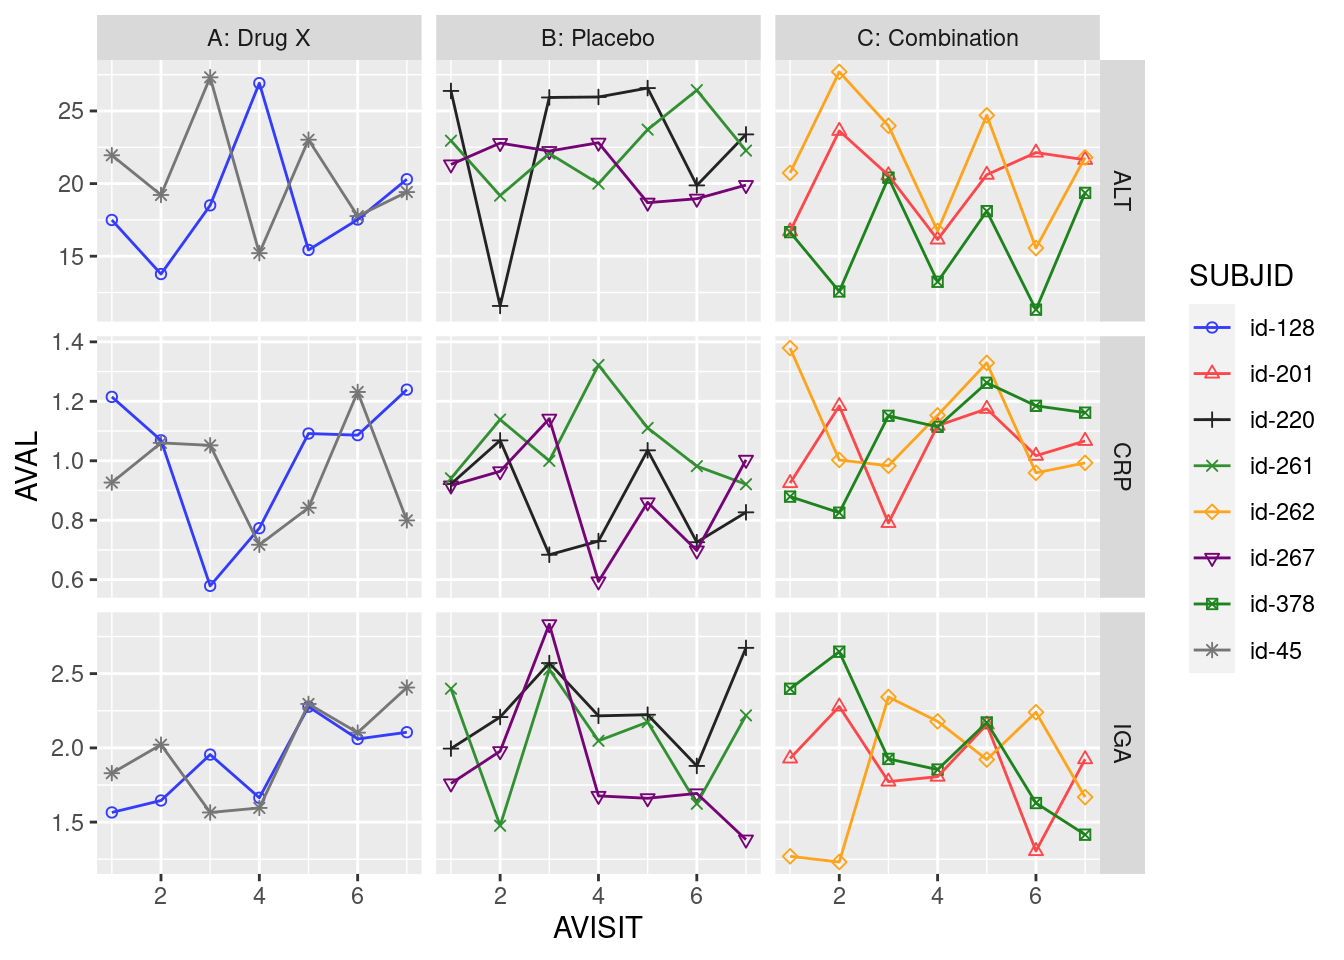 A: Drug X
B: Placebo
C: Combination
25
20
15
ALT
1.4
1.2
1.0
0.8
0.6
CRP
2.5
2.0
1.5
IGA
2 4 6
2 4 6
2 4 6
AVISIT
AVAL
SUBJID
id-128
id-201
id-220
id-261
id-262
id-267
id-378
id-45